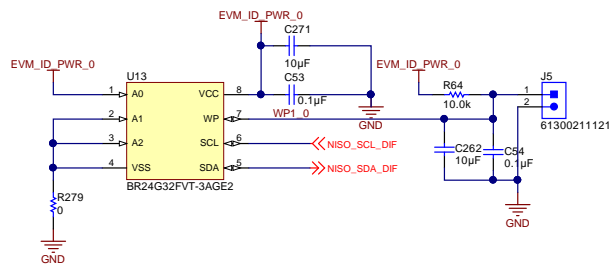 EVM_ID_PWR_0
C271
10µF
EVM_ID_PWR_0
U13
EVM_ID_PWR_0
J5
1 A0 VCC 8
C53
0.1µF
R64
10.0k
1
2
61300211121
GND
2 A1 WP 7 WP1_0
3 A2 SCL 6 NISO_SCL_DIF
4 VSS SDA 5 NISO_SDA_DIF
C262
10µF
C54
0.1µF
BR24G32FVT-3AGE2
R279
0
GND
GND